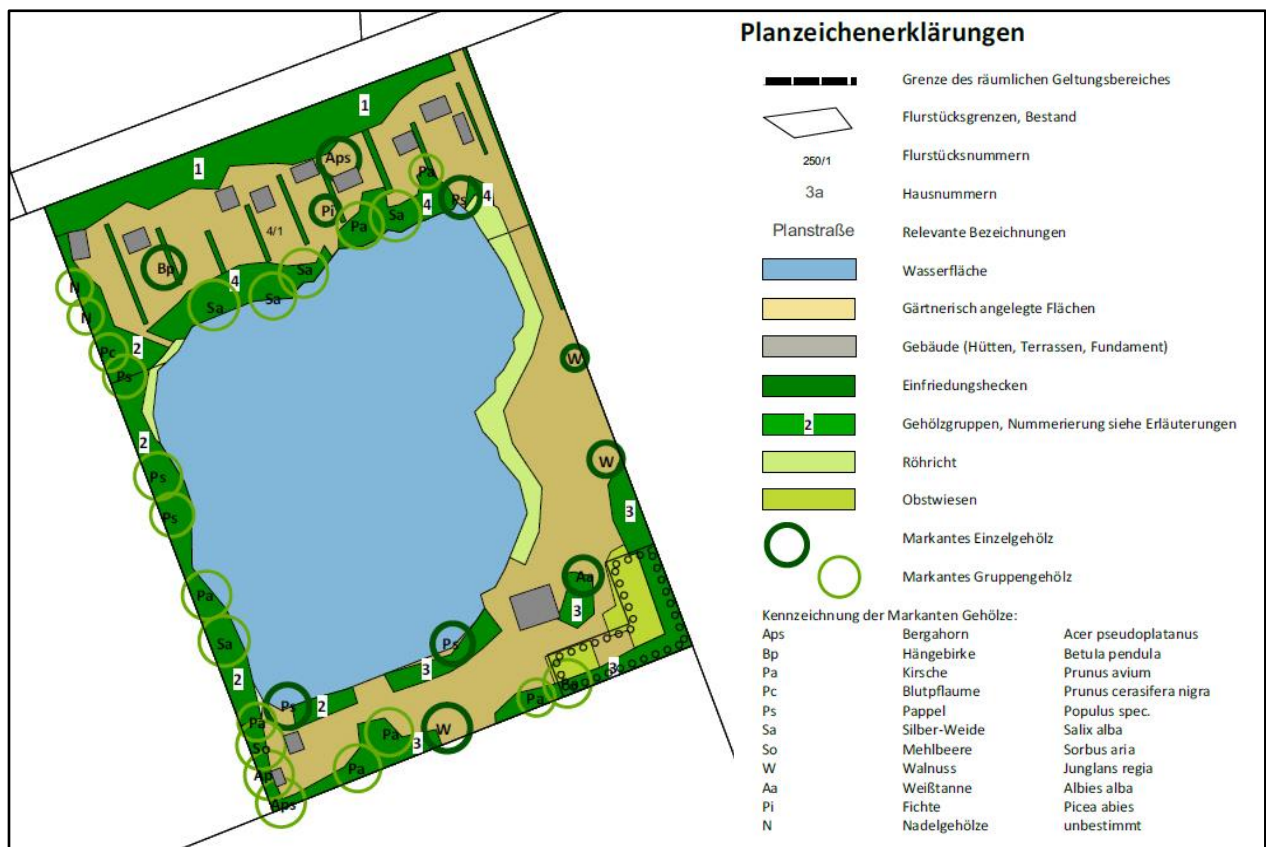 Planzeichenerklärungen
Grenze des räumlichen Geltungsbereiches
Flurstücksgrenzen, Bestand
250/1 Flurstücksnummern
3a Hausnummern
Planstraße Relevante Bezeichnungen
Wasserfläche
Gärtnerisch angelegte Flächen
Gebäude (Hütten, Terrassen, Fundament)
Einfriedungshecken
2 Gehölzgruppen, Nummerierung siehe Erläuterungen
Röhricht
Obstwiesen
Markantes Einzelgehölz
Markantes Gruppengehölz
Kennzeichnung der Markanten Gehölze:
Aps Bergahorn Acer pseudoplatanus
Bp Hängebirke Betula pendula
Pa Kirsche Prunus avium
Pc Blutpflaume Prunus cerasifera nigra
Ps Pappel Populus spec.
Sa Silber-Weide Salix alba
So Mehlbeere Sorbus aria
W Walnuss Junglans regia
Aa Weißtanne Albies alba
Pi Fichte Picea abies
N Nadelgehölze unbestimmt
1
Aps
1
Pa
Ps
4
4
Sa
Pi
Pa
4/1
Bp
Sa
4
N
Sa
Sa
N
2
Pc
W
Ps
2
W
Ps
3
Ps
Aa
Pa
3
Sa
Ps
3
3
2
Pa
Ps
2
Pa
W
Pa
3
So
Pa
Ap
Aps